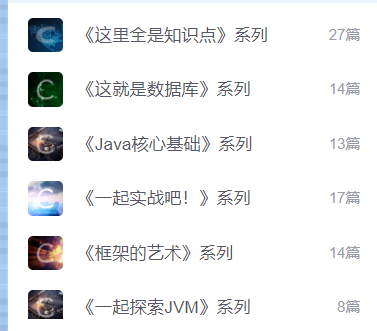 《这里全是知识点》系列 27篇
《这就是数据库》系列 14篇
《Java核心基础》系列 13篇
《一起实战吧！》系列 17篇
《框架的艺术》系列 14篇
《一起探索JVM》系列 8篇